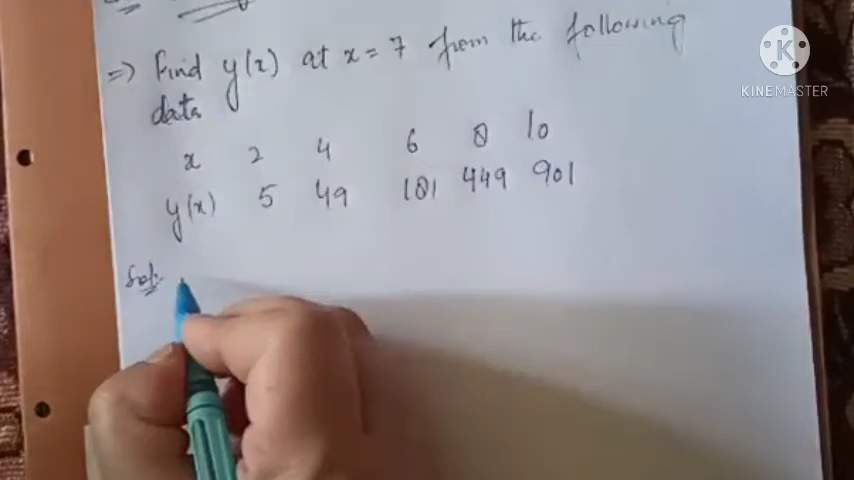 =) Find y(x) at x = 7 from the following
data
x 2 4 6 8 10
y(x) 5 49 181 449 901
Sol:
K
KINEMASTER